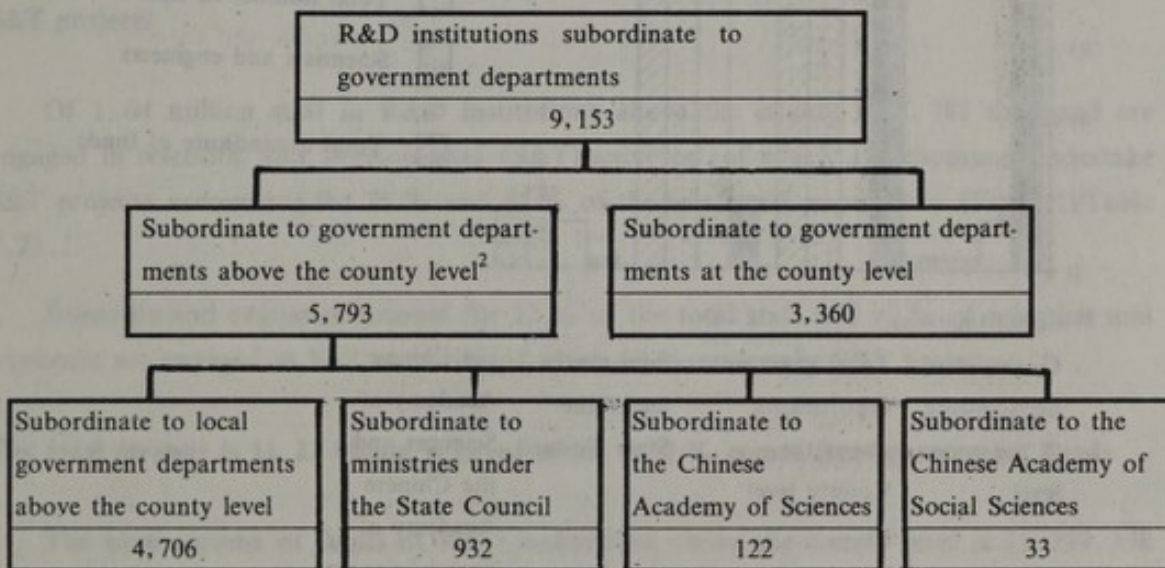 R&D institutions subordinate to
government departments
9,153
Subordinate to government depart-
ments above the county level2
5,793
Subordinate to government depart-
ments at the county level
3,360
Subordinate to local
government departments
above the county level
4,706
Subordinate to
ministries under
the State Council
932
Subordinate to
the Chinese
Academy of Sciences
122
Subordinate to the
Chinese Academy of
Social Sciences
33